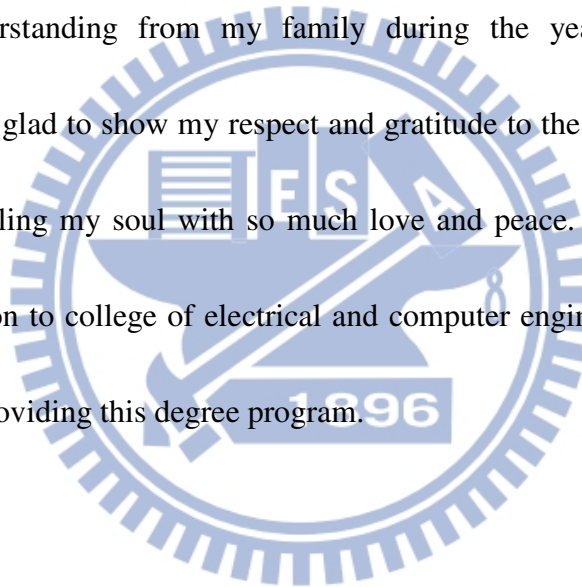 erstanding from my family during the yea
glad to show my respect and gratitude to the
ling my soul with so much love and peace.
on to college of electrical and computer engin
oviding this degree program.
E S A
1896